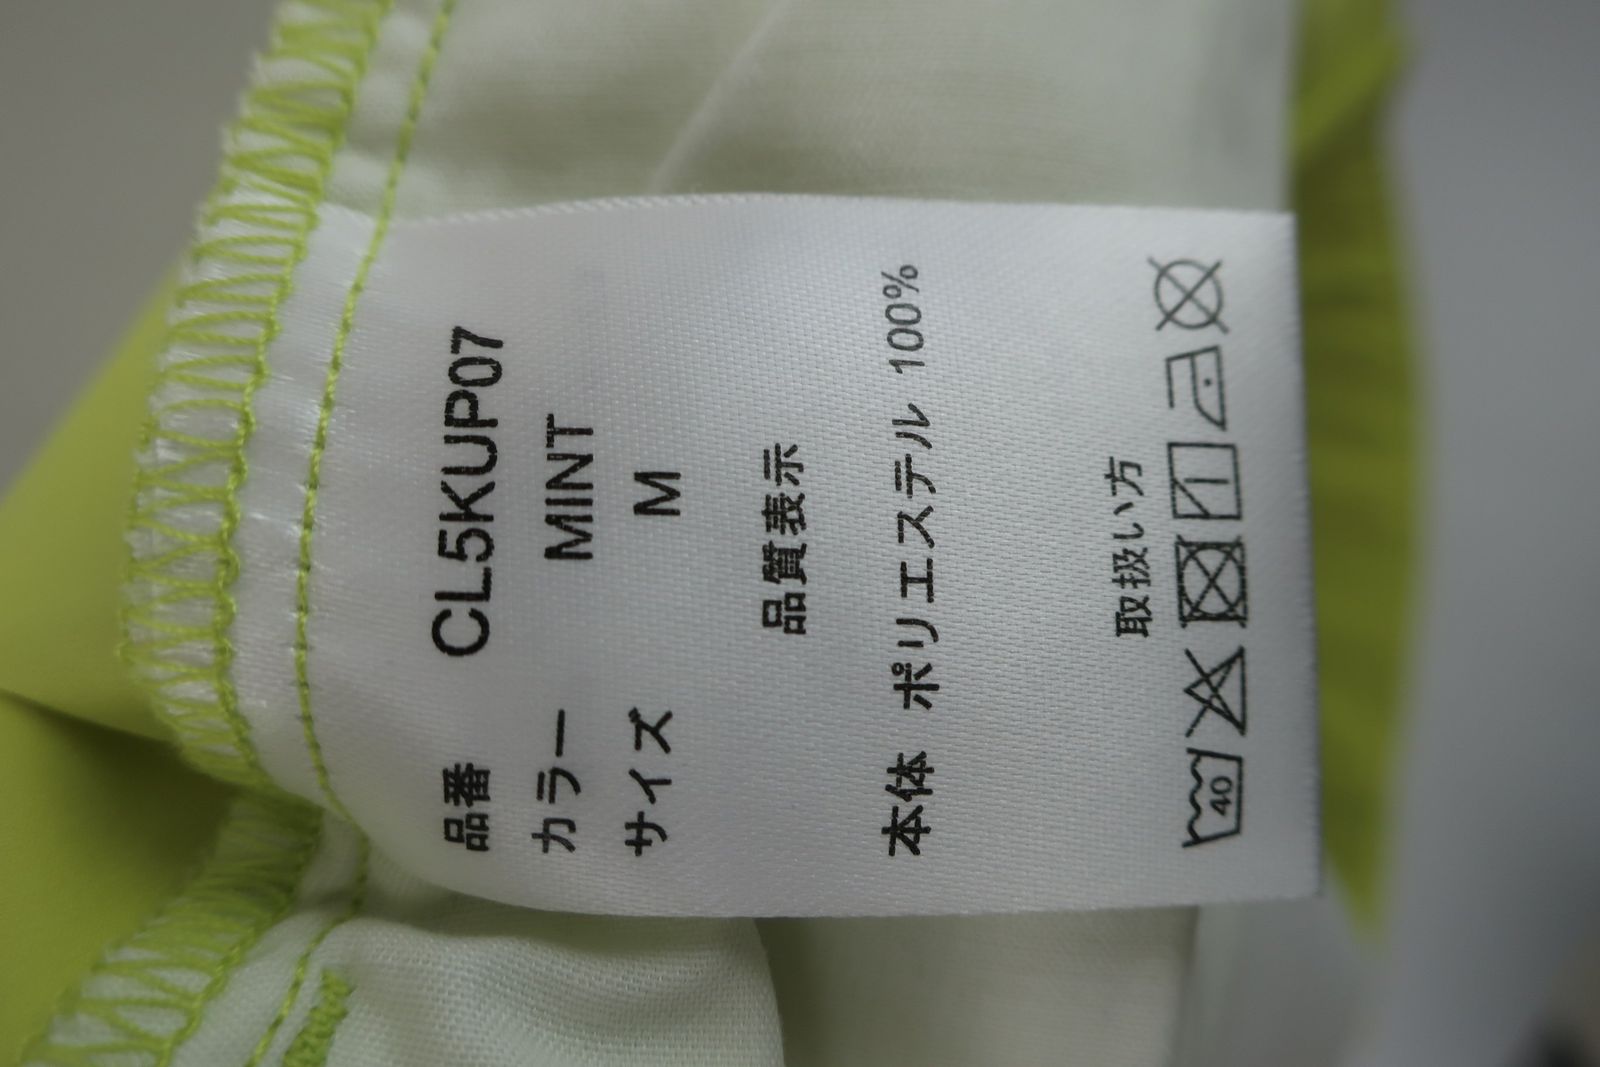 品番 CL5KUP07
カラー MINT
サイズ M
品質表示
本体 ポリエステル 100%
取扱い方
40